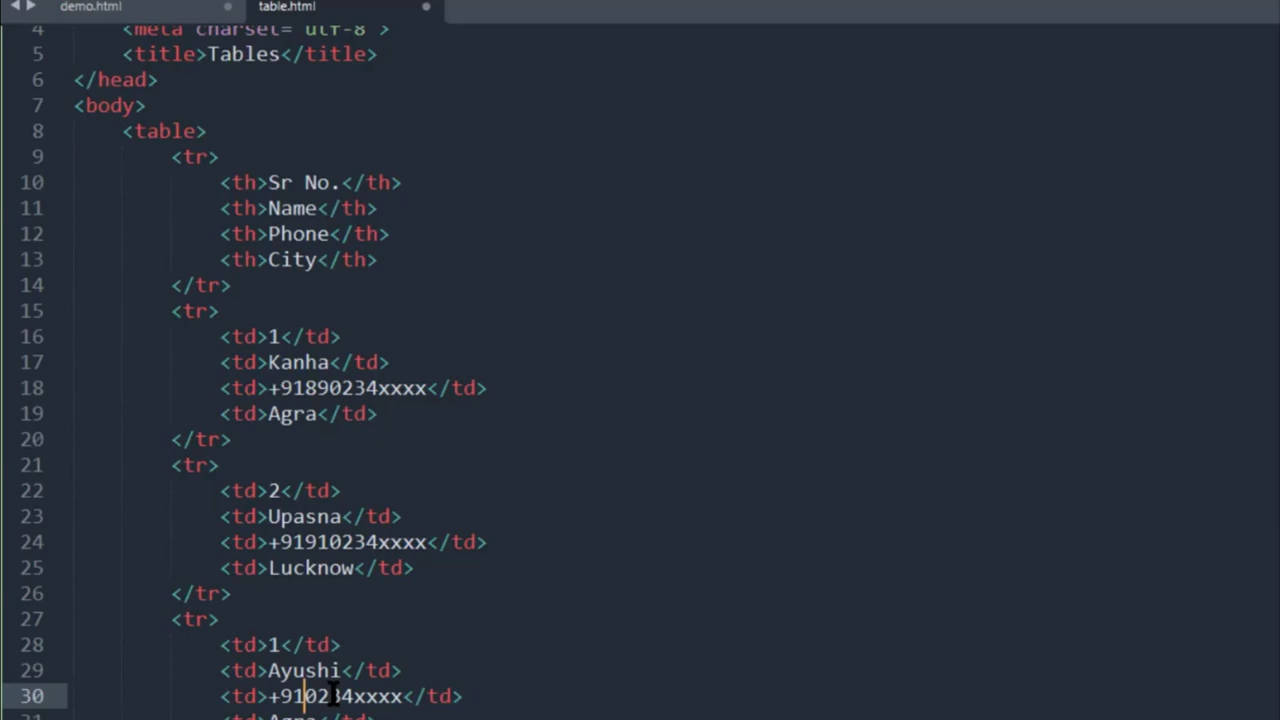 demo.html table.html
4 <meta charset="utf-8">
5 <title>Tables</title>
6 </head>
7 <body>
8 <table>
9 <tr>
10 <th>Sr No.</th>
11 <th>Name</th>
12 <th>Phone</th>
13 <th>City</th>
14 </tr>
15 <tr>
16 <td>1</td>
17 <td>Kanha</td>
18 <td>+91890234xxxx</td>
19 <td>Agra</td>
20 </tr>
21 <tr>
22 <td>2</td>
23 <td>Upasna</td>
24 <td>+91910234xxxx</td>
25 <td>Lucknow</td>
26 </tr>
27 <tr>
28 <td>1</td>
29 <td>Ayushi</td>
30 <td>+910234xxxx</td>
31 <td>Agra</td>